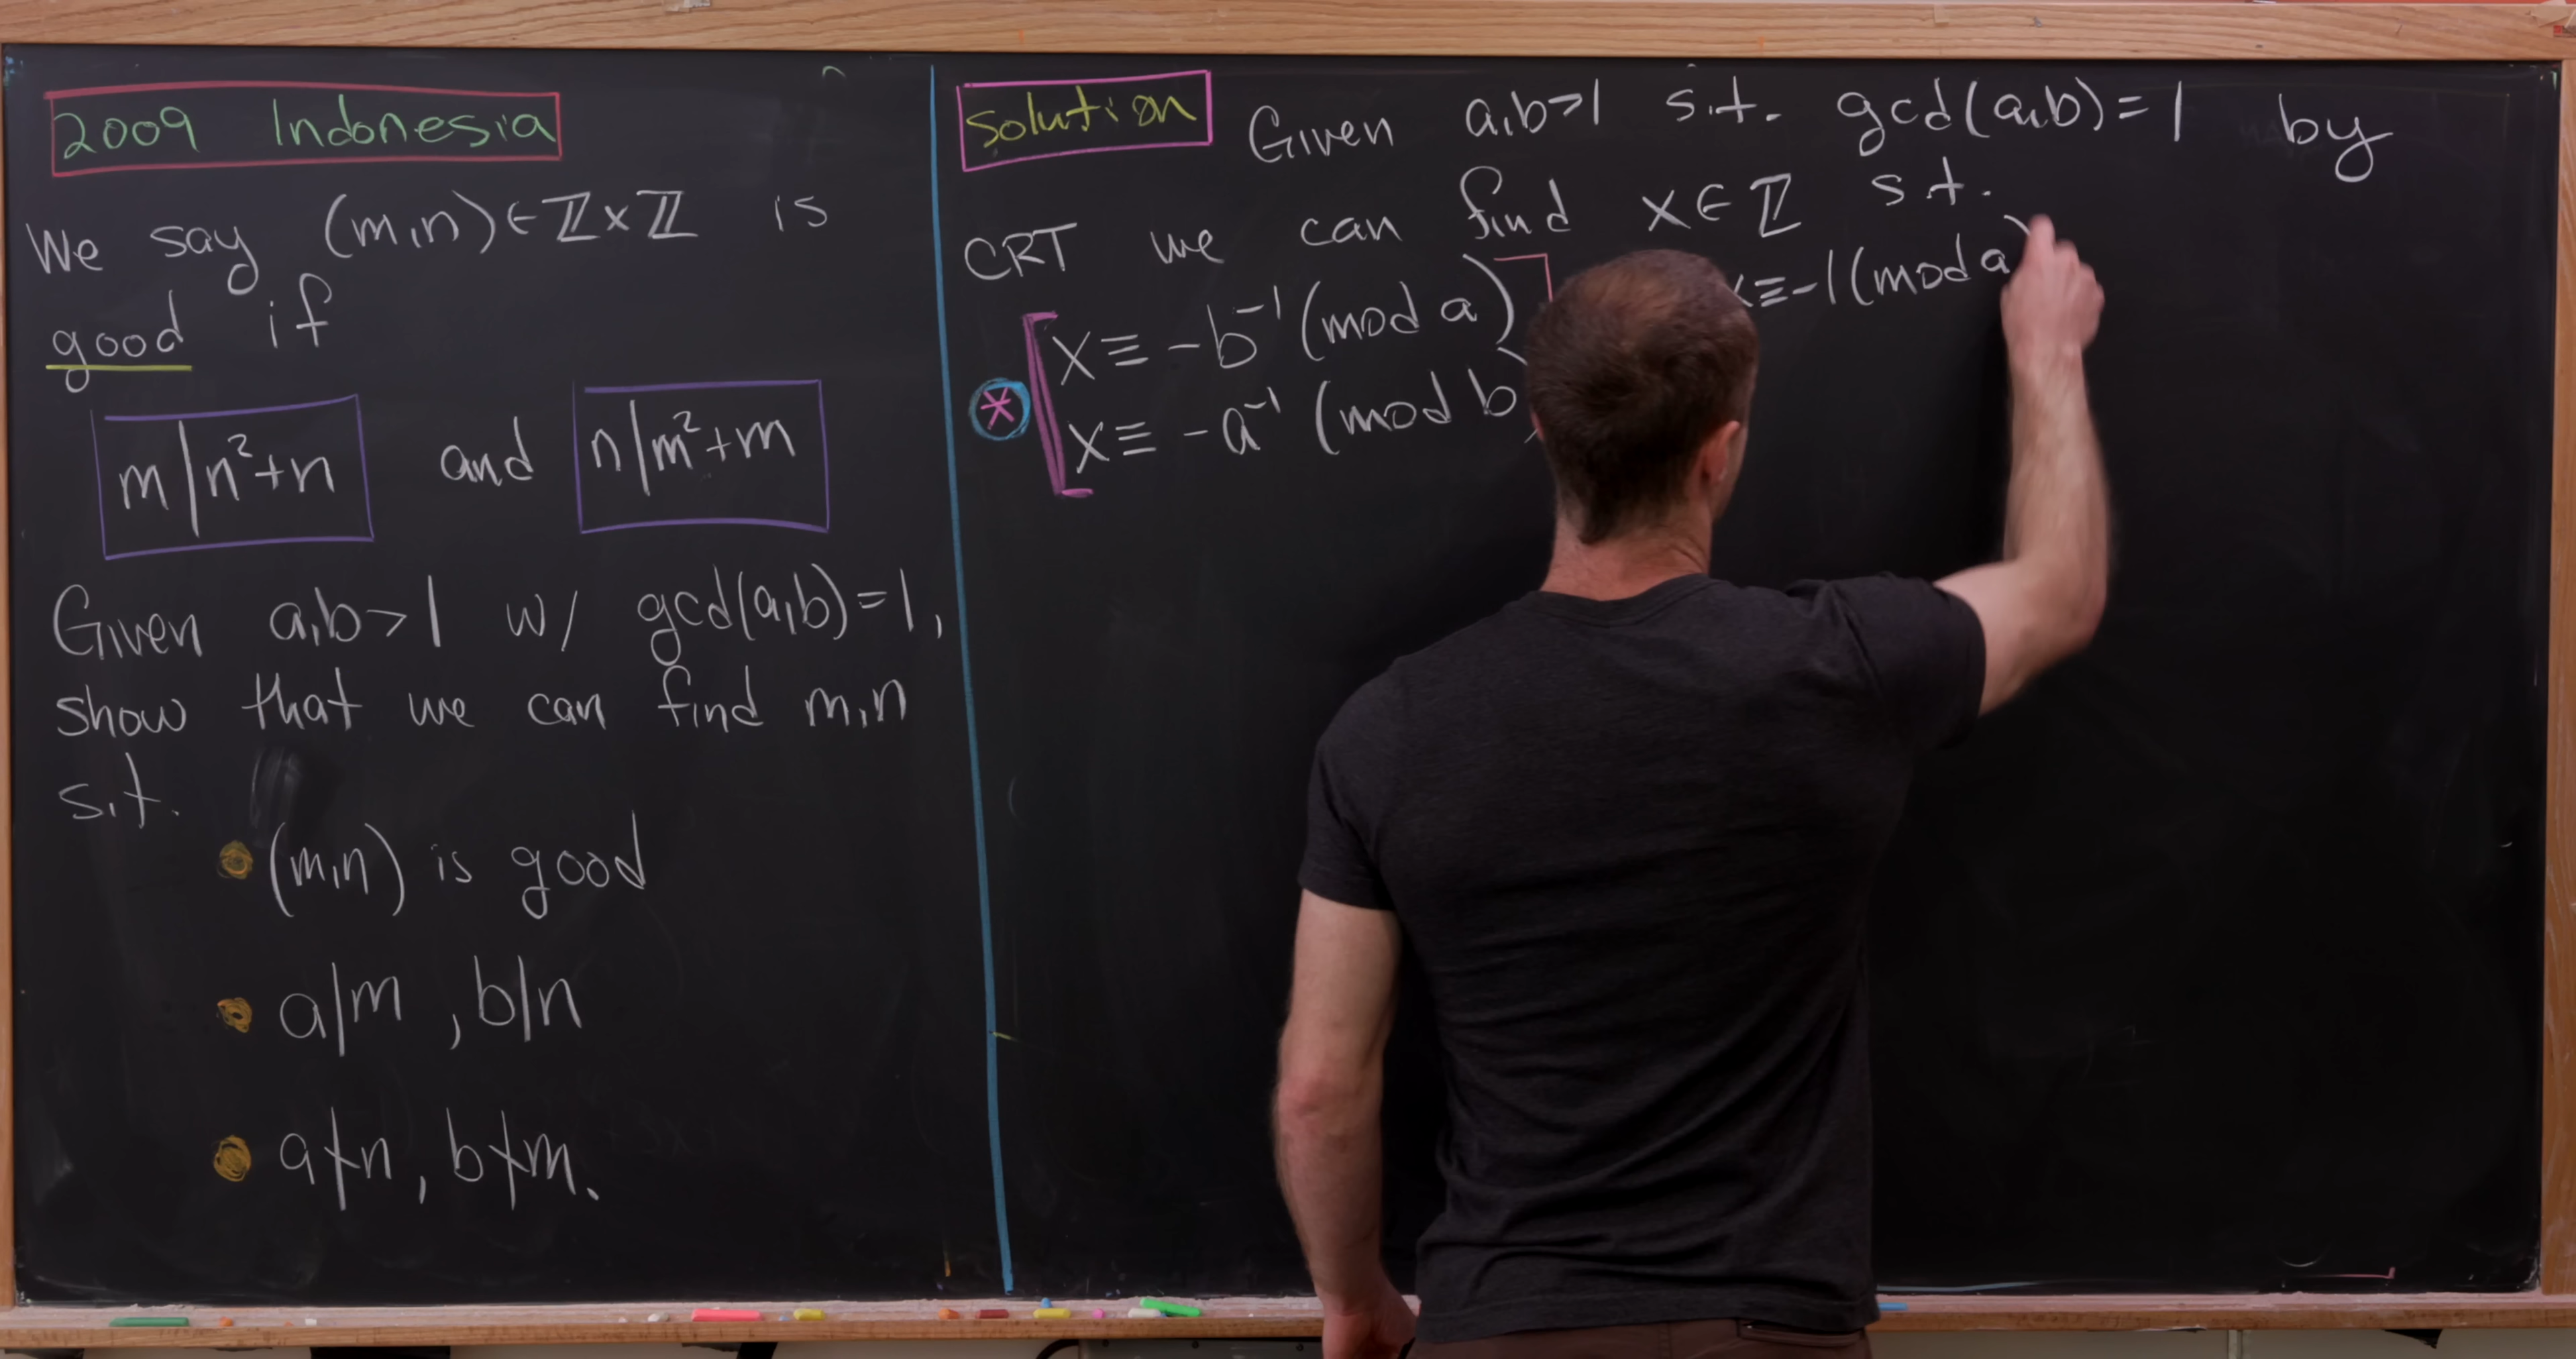 2009 Indonesia
We say (m,n)∈ℤ×ℤ is
good if
m|n²+n and n|m²+m
Given a,b>1 w/ gcd(a,b)=1,
show that we can find m,n
s.t.
• (m,n) is good
• a|m, b|n
• a∤n, b∤m.
Solution Given a,b>1 s.t. gcd(a,b)=1 by
CRT we can find x∈ℤ s.t.
x≡-b⁻¹(mod a) x≡-1(mod a)
* x≡-a⁻¹(mod b